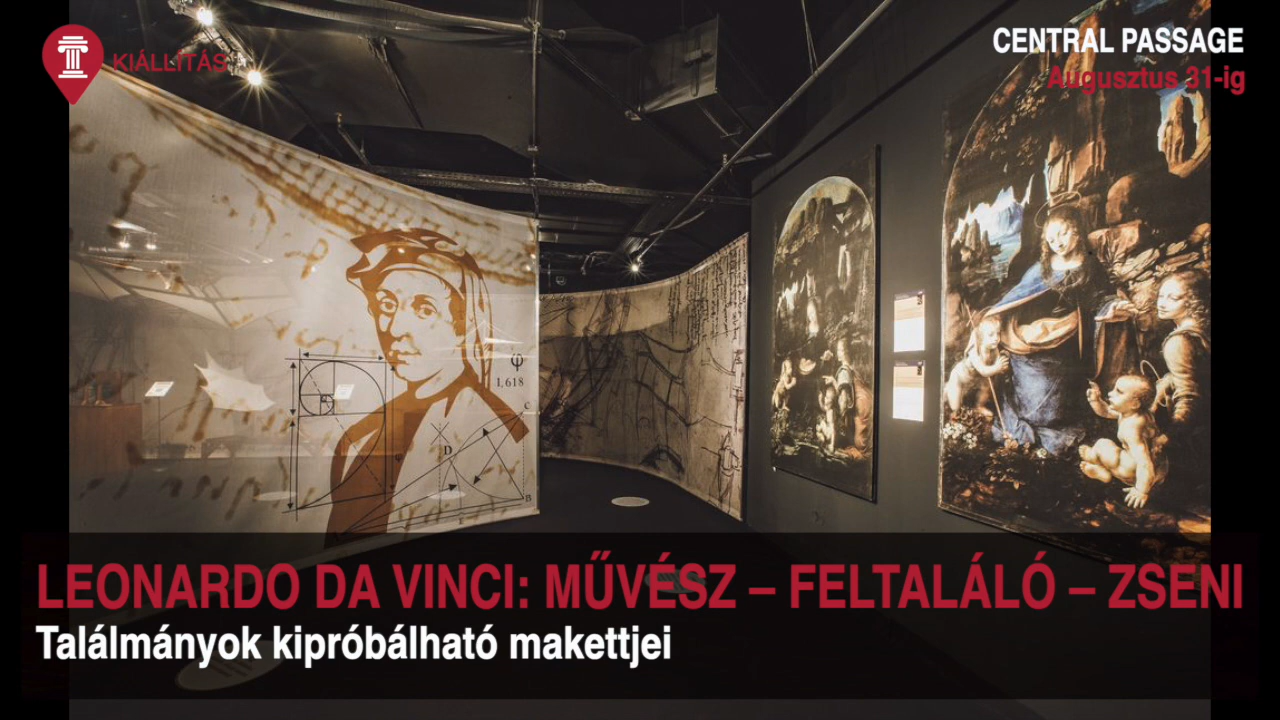 KIÁLLÍTÁS
CENTRAL PASSAGE
Augusztus 31-ig
φ
1,618
C
D
B
LEONARDO DA VINCI: MŰVÉSZ – FELTALÁLÓ – ZSENI
Találmányok kipróbálható makettjei